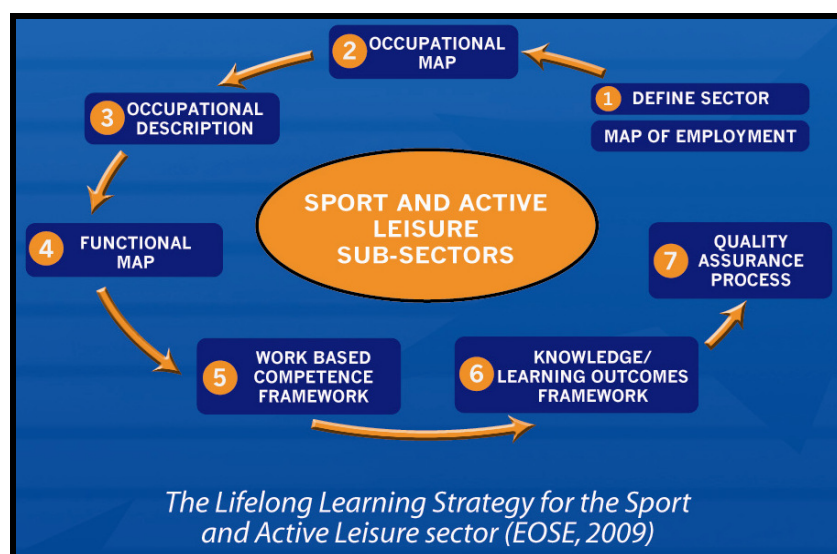 2 OCCUPATIONAL
MAP
1 DEFINE SECTOR
MAP OF EMPLOYMENT
3 OCCUPATIONAL
DESCRIPTION
SPORT AND ACTIVE
LEISURE
SUB-SECTORS
4 FUNCTIONAL
MAP
7 QUALITY
ASSURANCE
PROCESS
5 WORK BASED
COMPETENCE
FRAMEWORK
6 KNOWLEDGE/
LEARNING OUTCOMES
FRAMEWORK
The Lifelong Learning Strategy for the Sport
and Active Leisure sector (EOSE, 2009)